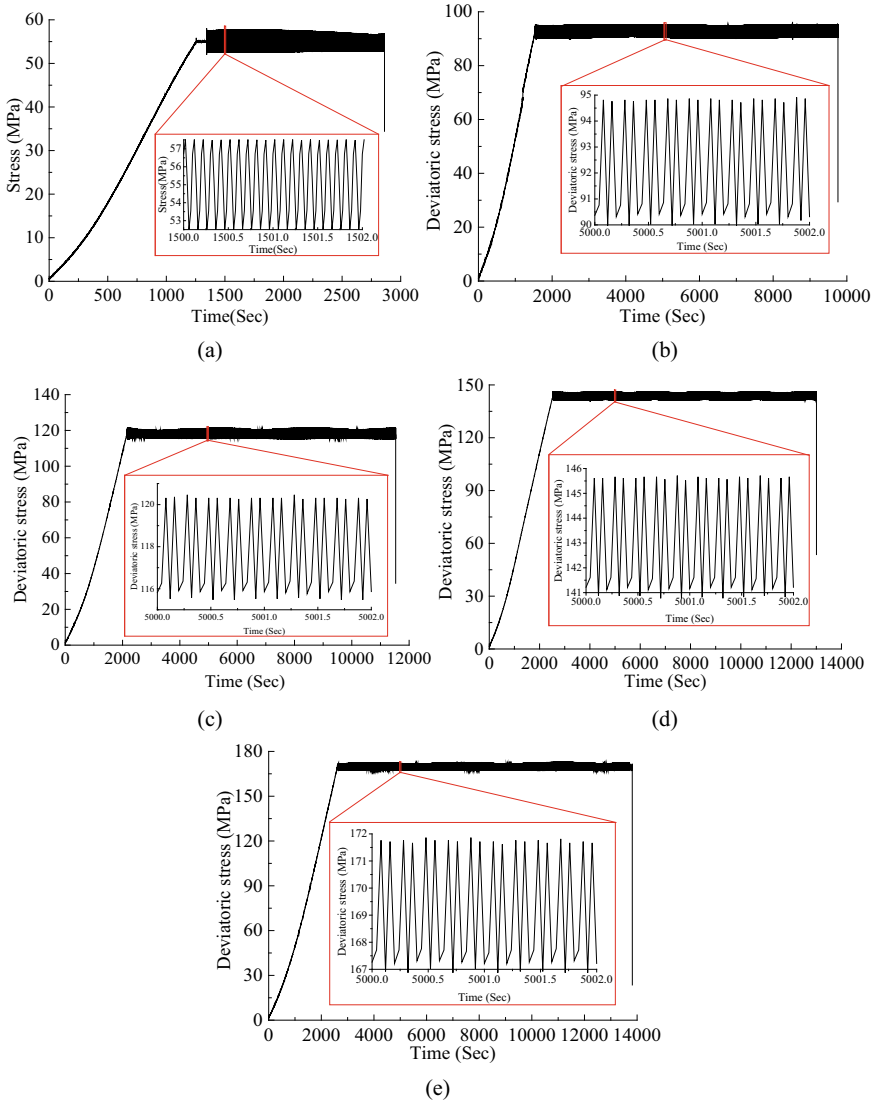 60
50
40
30
20
10
0
Stress (MPa)
0 500 1000 1500 2000 2500 3000
Time(Sec)
57
56
55
54
53
Stress(MPa)
1500.0 1500.5 1501.0 1501.5 1502.0
Time(Sec)
(a)
100
80
60
40
20
0
Deviatoric stress (MPa)
0 2000 4000 6000 8000 10000
Time (Sec)
95
94
93
92
91
90
Deviatoric stress (MPa)
5000.0 5000.5 5001.0 5001.5 5002.0
Time (Sec)
(b)
140
120
100
80
60
40
20
0
Deviatoric stress (MPa)
0 2000 4000 6000 8000 10000 12000
Time (Sec)
120
118
116
Deviatoric stress (MPa)
5000.0 5000.5 5001.0 5001.5 5002.0
Time (Sec)
(c)
150
120
90
60
30
0
Deviatoric stress (MPa)
0 2000 4000 6000 8000 10000 12000 14000
Time (Sec)
146
145
144
143
142
141
Deviatoric stress (MPa)
5000.0 5000.5 5001.0 5001.5 5002.0
Time (Sec)
(d)
180
150
120
90
60
30
0
Deviatoric stress (MPa)
0 2000 4000 6000 8000 10000 12000 14000
Time (Sec)
172
171
170
169
168
167
Deviatoric stress (MPa)
5000.0 5000.5 5001.0 5001.5 5002.0
Time (Sec)
(e)